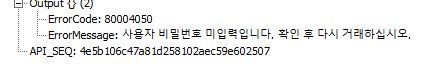 Output {} (2)
ErrorCode: 80004050
ErrorMessage: 사용자 비밀번호 미입력입니다. 확인 후 다시 거래하십시오.
API_SEQ: 4e5b106c47a81d258102aec59e602507